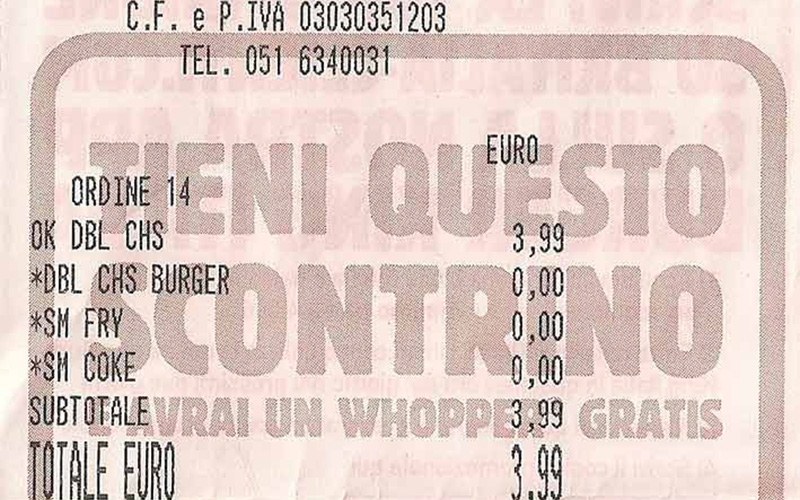 C.F. e P.IVA 03030351203
TEL. 051 6340031
EURO
TIENI QUESTO
ORDINE 14
OK DBL CHS 3,99
*DBL CHS BURGER 0,00
SCONTRINO
*SM FRY 0,00
*SM COKE 0,00
SUBTOTALE 3,99
E AVRAI UN WHOPPER GRATIS
TOTALE EURO 3,99